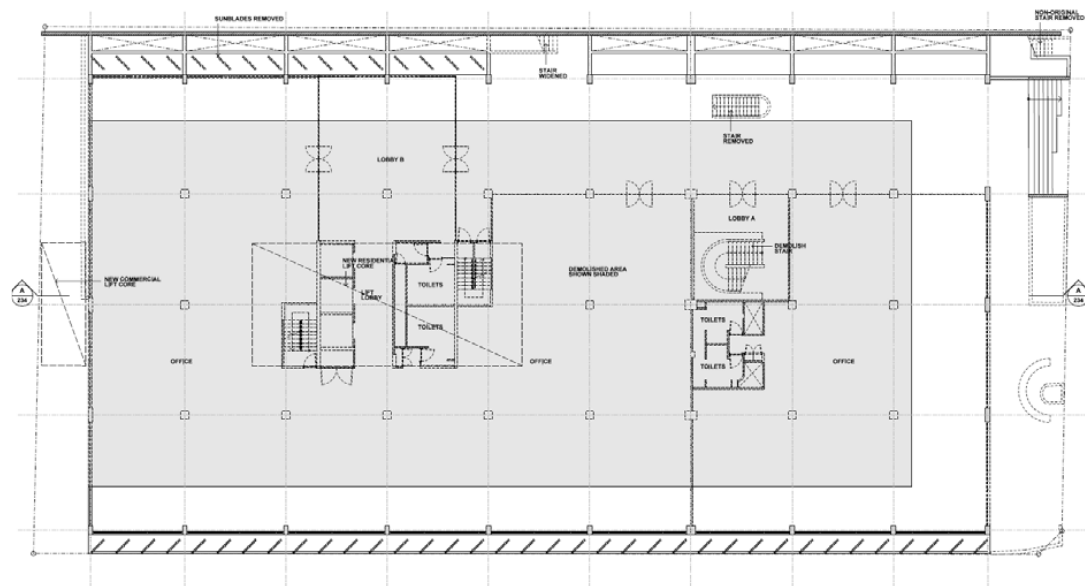 SUNBLADES REMOVED
NON-ORIGINAL
STAIR REMOVED
STAIR
WIDENED
STAIR
REMOVED
LOBBY B
LOBBY A
DEMOLISH
STAIR
NEW RESIDENTIAL
LIFT CORE
DEMOLISHED AREA
SHOWN SHADED
NEW COMMERCIAL
LIFT CORE
TOILETS
LIFT
LOBBY
A
234
A
234
TOILETS
TOILETS
OFFICE
OFFICE
OFFICE
TOILETS